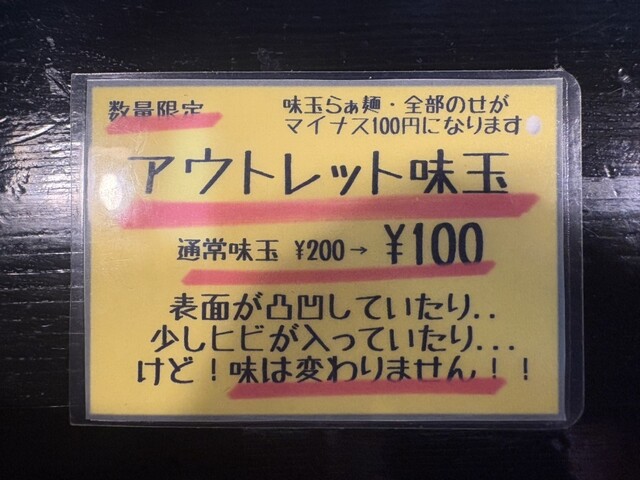 数量限定
味玉らぁ麺・全部のせが
マイナス100円になります
アウトレット味玉
通常味玉 ¥200→ ¥100
表面が凸凹していたり..
少しヒビが入っていたり...
けど!味は変わりません!!